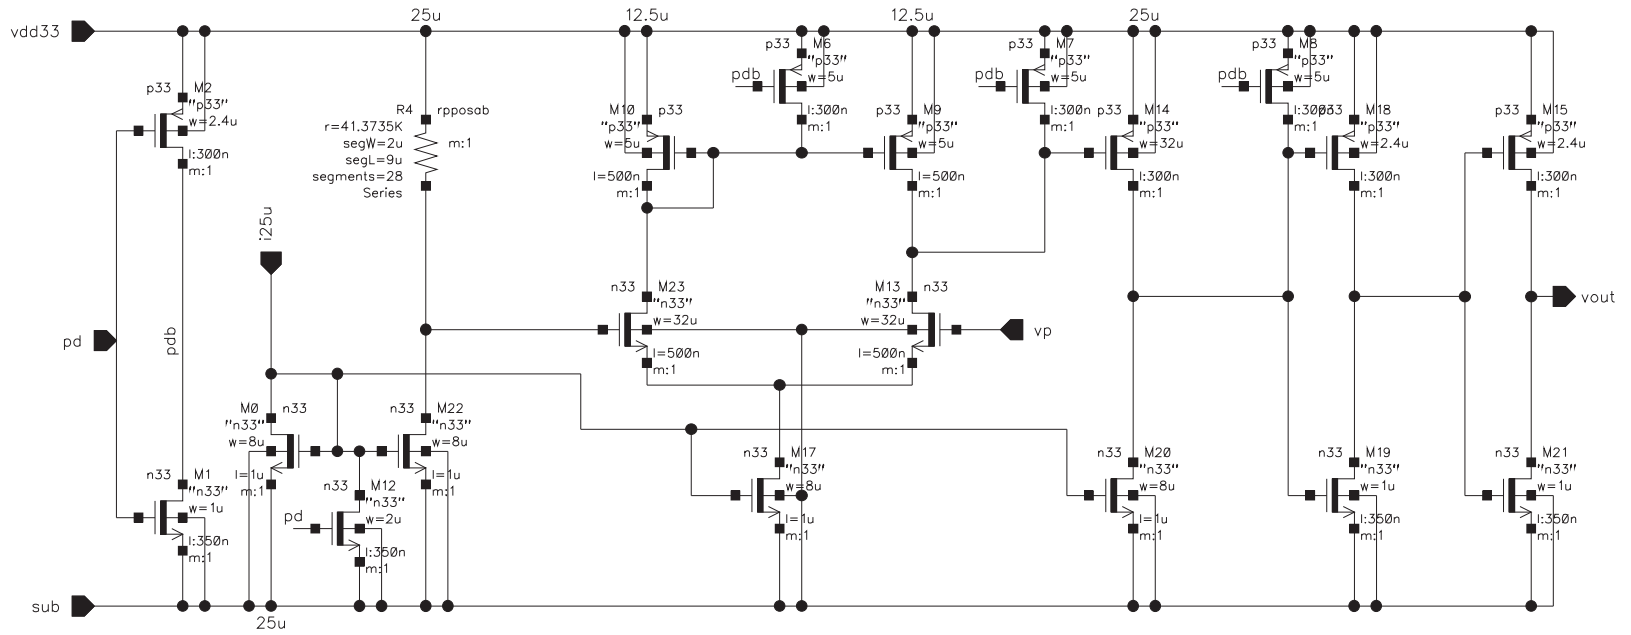 25u
12.5u
12.5u
25u
vdd33
p33
M2
"p33"
w=2.4u
l:300n
m:1
R4
rpposab
r=41.3735K
m:1
segW=2u
segL=9u
segments=28
Series
M10
p33
"p33"
w=5u
l=500n
m:1
p33
M6
"p33"
w=5u
pdb
l:300n
m:1
p33
M9
"p33"
w=5u
l=500n
m:1
p33
M7
"p33"
w=5u
pdb
l:300n
m:1
p33
M14
"p33"
w=32u
l:300n
m:1
p33
M8
"p33"
w=5u
pdb
l:300n
m:1
p33
M18
"p33"
w=2.4u
l:300n
m:1
p33
M15
"p33"
w=2.4u
l:300n
m:1
i25u
pd
pdb
n33
M23
"n33"
w=32u
l=500n
m:1
M13
n33
"n33"
w=32u
l=500n
m:1
vp
vout
M0
n33
"n33"
w=8u
l=1u
m:1
n33
M22
"n33"
w=8u
l=1u
m:1
n33
M1
"n33"
w=1u
l:350n
m:1
n33
M12
"n33"
w=2u
pd
l:350n
m:1
n33
M17
"n33"
w=8u
l=1u
m:1
n33
M20
"n33"
w=8u
l=1u
m:1
n33
M19
"n33"
w=1u
l:350n
m:1
n33
M21
"n33"
w=1u
l:350n
m:1
sub
25u